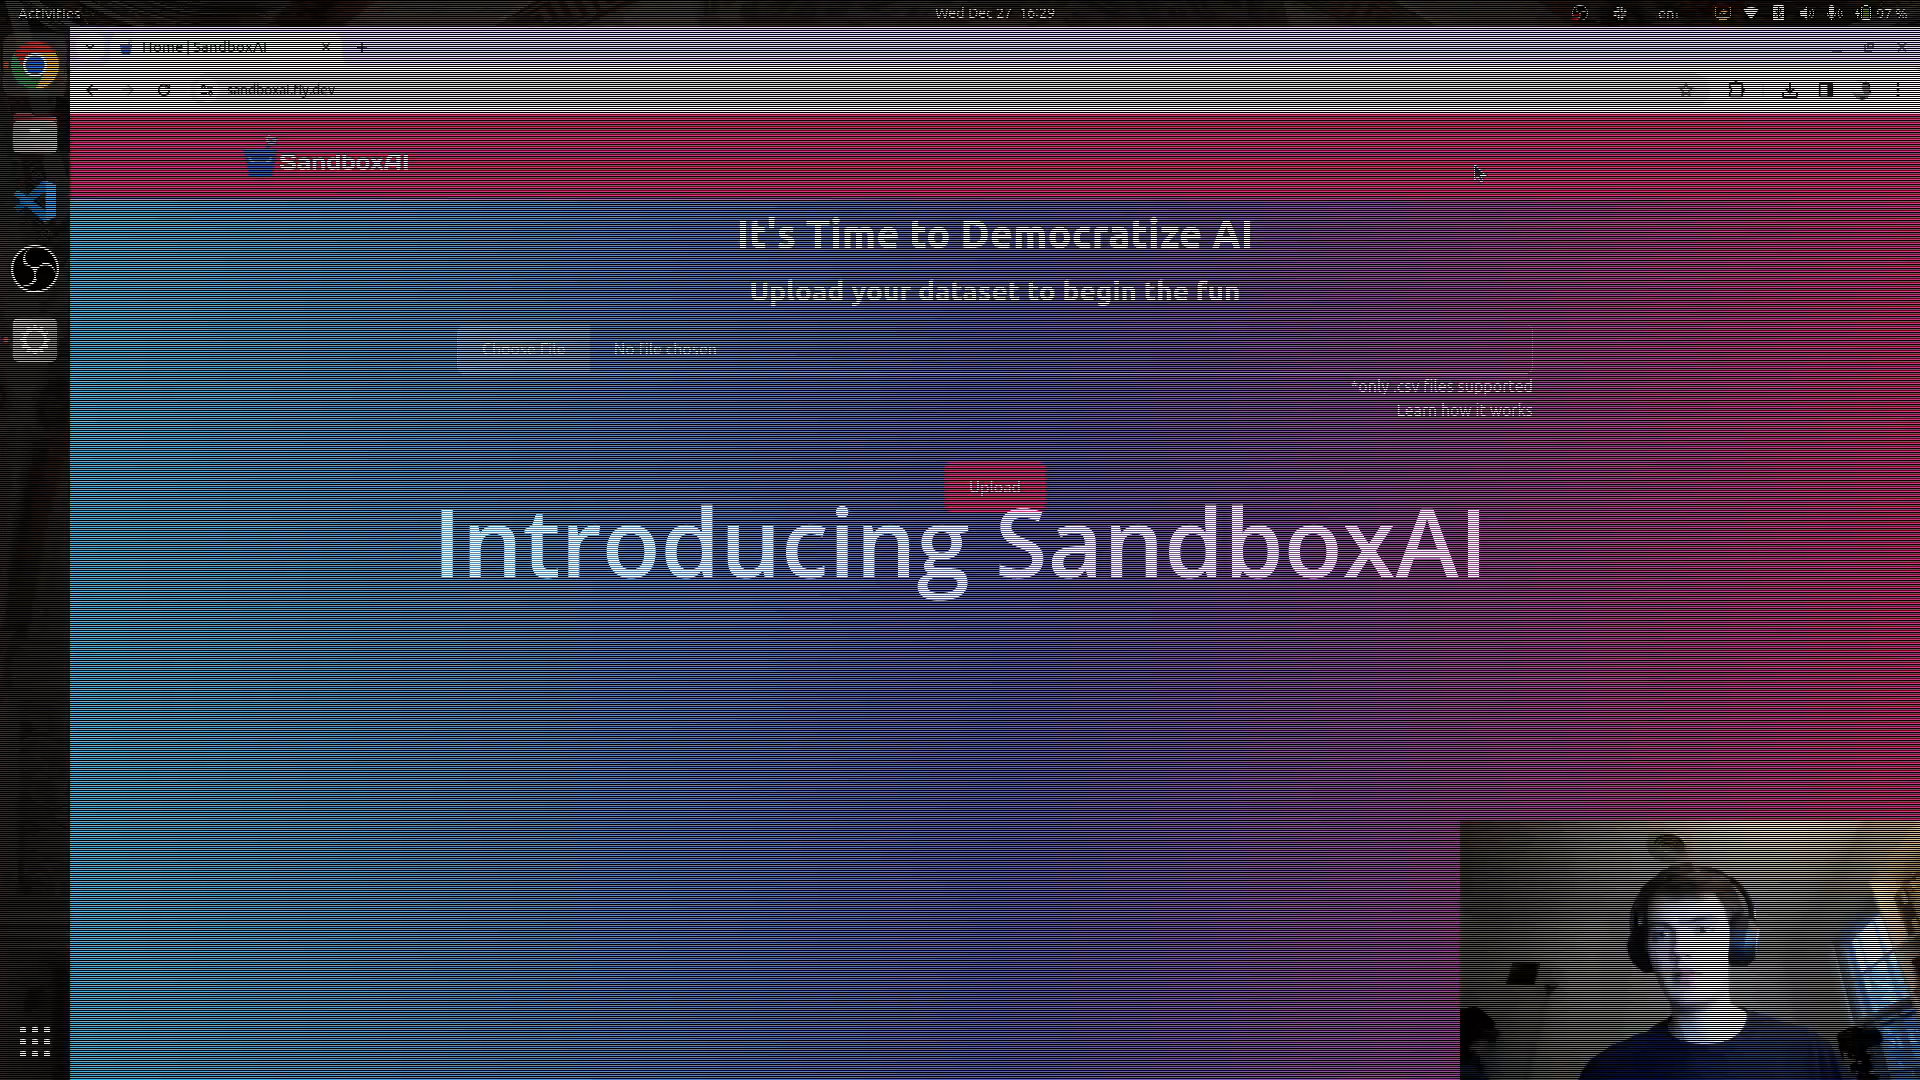 Activities
Wed Dec 27 16:29
en
97 %
Home | SandboxAI
sandboxai.fly.dev
SandboxAI
It's Time to Democratize AI
Upload your dataset to begin the fun
Choose File
No file chosen
*only .csv files supported
Learn how it works
Upload
Introducing SandboxAI